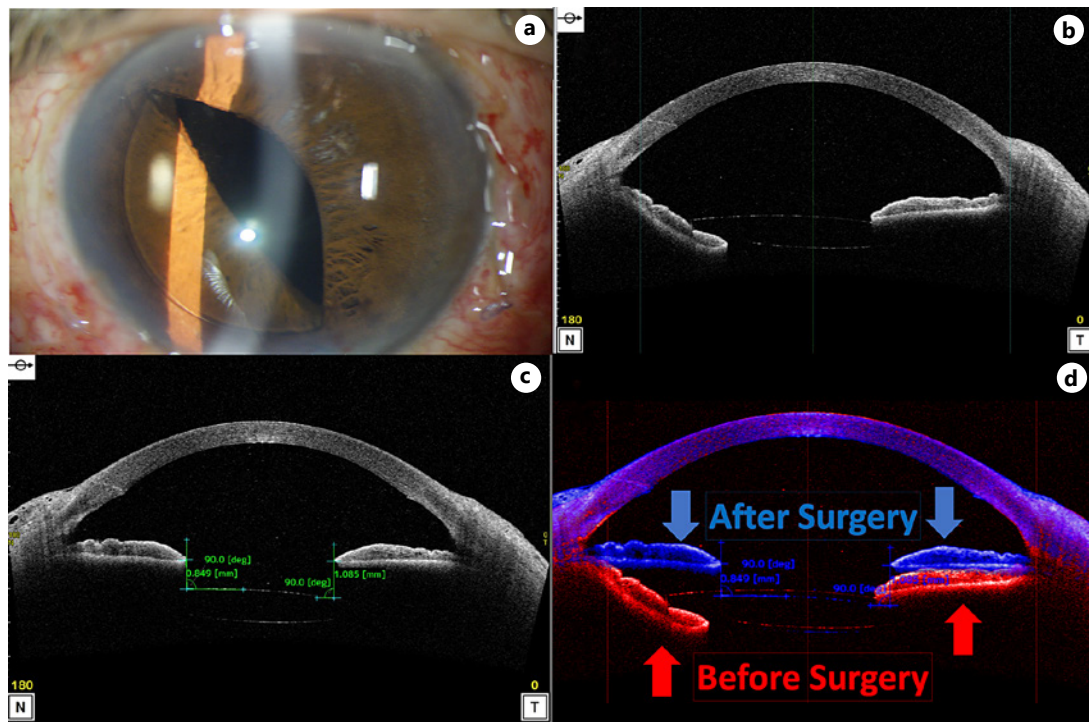 a
b
180 0
N T
c
90.0 [deg]
0.849 [mm] 1.085 [mm]
90.0 [deg]
180 0
N T
d
After Surgery
90.0 [deg]
0.849 [mm]
90.0 [deg]
Before Surgery